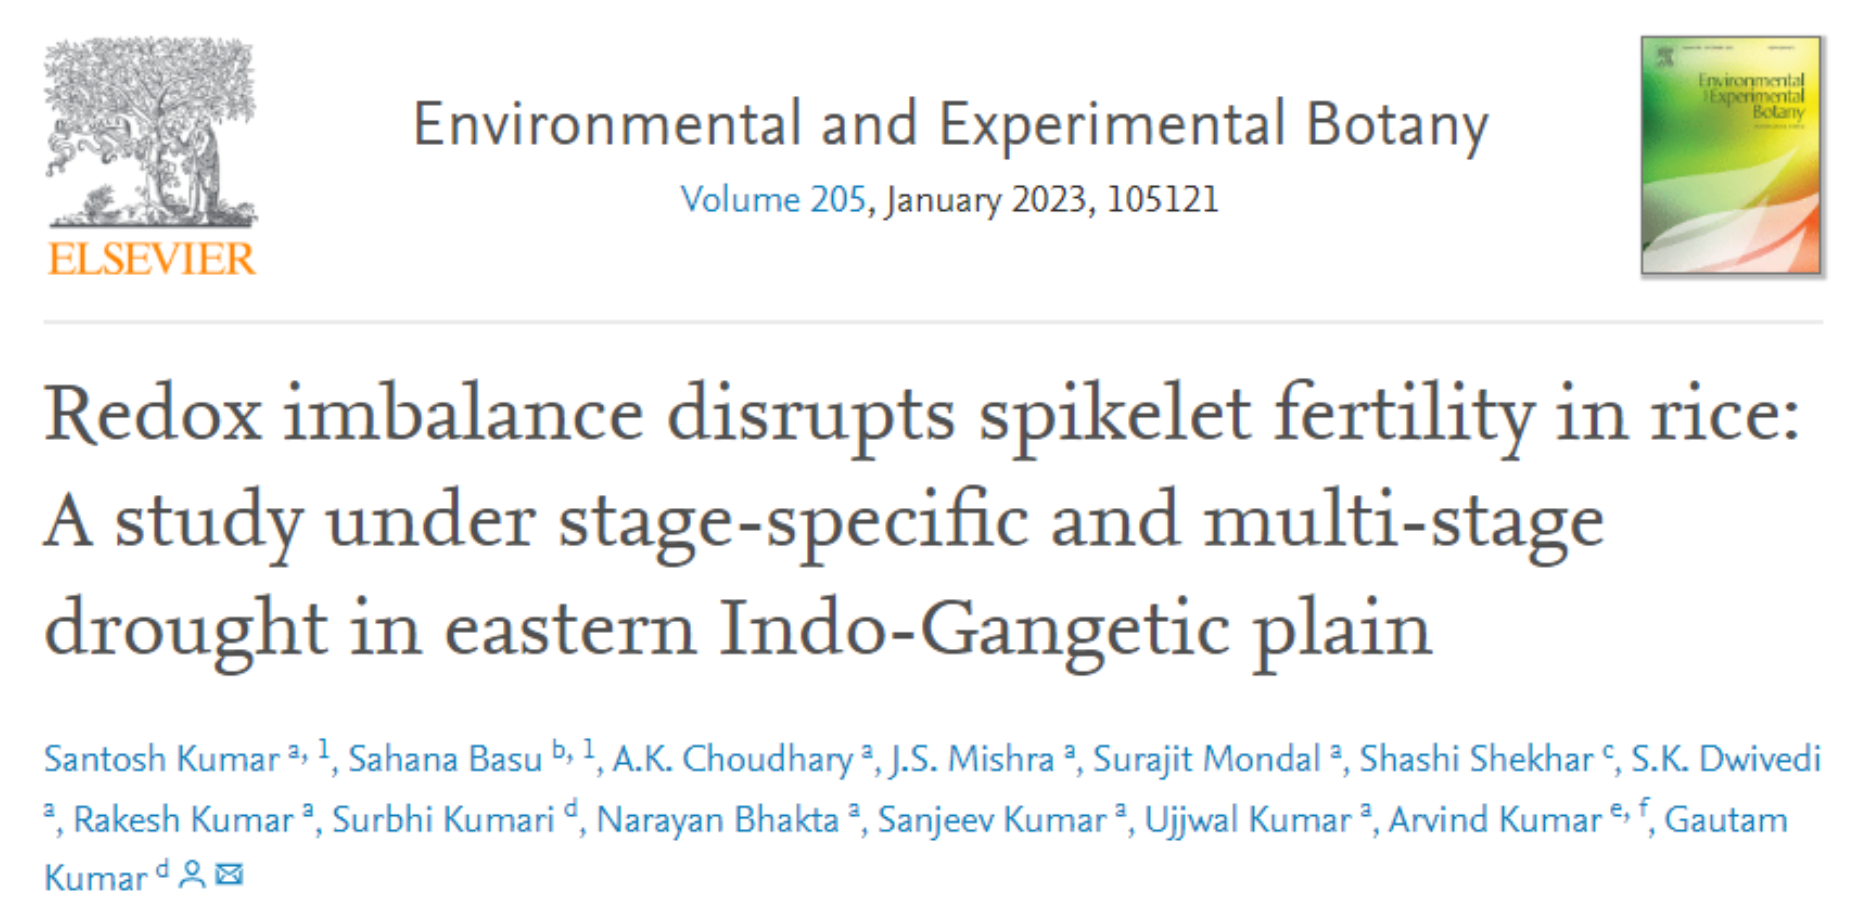 Environmental and Experimental Botany
Volume 205, January 2023, 105121
ELSEVIER
Environmental
Experimental
Botany
Redox imbalance disrupts spikelet fertility in rice:
A study under stage-specific and multi-stage
drought in eastern Indo-Gangetic plain
Santosh Kumar a, 1, Sahana Basu b, 1, A.K. Choudhary a, J.S. Mishra a, Surajit Mondal a, Shashi Shekhar c, S.K. Dwivedi
a, Rakesh Kumar a, Surbhi Kumari d, Narayan Bhakta a, Sanjeev Kumar a, Ujjwal Kumar a, Arvind Kumar e, f, Gautam
Kumar d